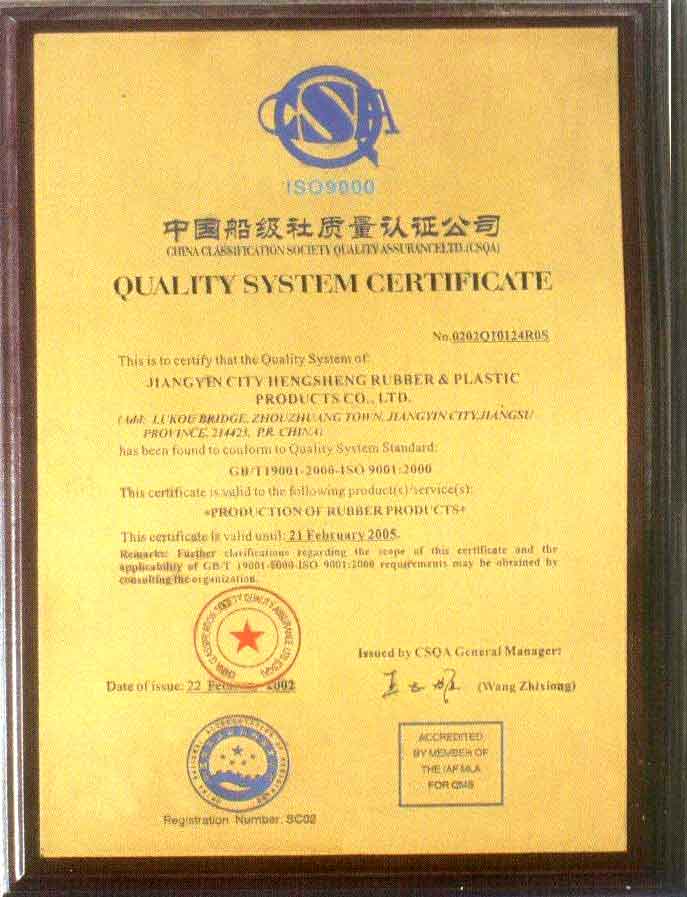 CSQA
ISO9000
中国船级社质量认证公司
CHINA CLASSIFICATION SOCIETY QUALITY ASSURANCE LTD.(CSQA)
QUALITY SYSTEM CERTIFICATE
No.0202Q10124R0S
This is to certify that the Quality System of:
JIANGYIN CITY HENGSHENG RUBBER & PLASTIC
PRODUCTS CO., LTD.
(Add: LUKOU BRIDGE, ZHOUZHUANG TOWN, JIANGYIN CITY,JIANGSU
PROVINCE, 214423, P.R. CHINA)
has been found to conform to Quality System Standard:
GB/T19001-2000-ISO 9001:2000
This certificate is valid to the following product(s)/service(s):
*PRODUCTION OF RUBBER PRODUCTS*
This certificate is valid until: 21 February 2005.
Remarks: Further clarifications regarding the scope of this certificate and the
applicability of GB/T 19001-2000-ISO 9001:2000 requirements may be obtained by
consulting the organization.
CHINA CLASSIFICATION SOCIETY QUALITY ASSURANCE LTD.(CSQA)
Issued by CSQA General Manager:
Date of issue: 22 February 2002
(Wang Zhixiong)
ACCREDITED
BY MEMBER OF
THE IAF MLA
FOR QMS
Registration Number: SC02